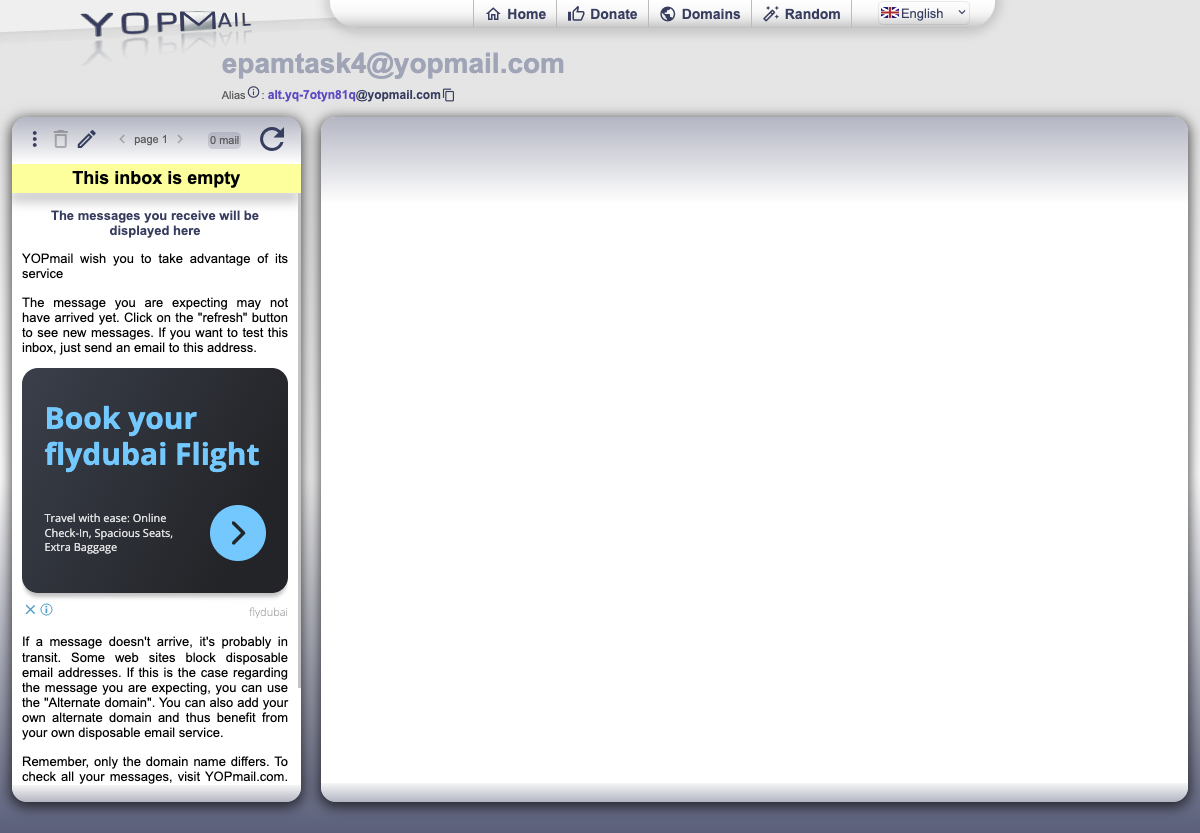 YOPMAIL
Home
Donate
Domains
Random
English
epamtask4@yopmail.com
Alias : alt.yq-7otyn81q@yopmail.com
page 1
0 mail
This inbox is empty
The messages you receive will be
displayed here
YOPmail wish you to take advantage of its
service
The message you are expecting may not
have arrived yet. Click on the "refresh" button
to see new messages. If you want to test this
inbox, just send an email to this address.
Book your
flydubai Flight
Travel with ease: Online
Check-In, Spacious Seats,
Extra Baggage
flydubai
If a message doesn't arrive, it's probably in
transit. Some web sites block disposable
email addresses. If this is the case regarding
the message you are expecting, you can use
the "Alternate domain". You can also add your
own alternate domain and thus benefit from
your own disposable email service.
Remember, only the domain name differs. To
check all your messages, visit YOPmail.com.